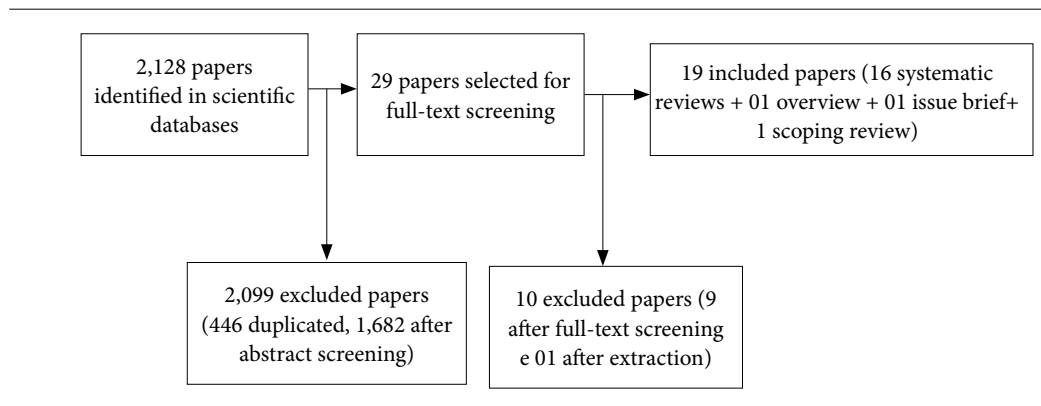 2,128 papers
identified in scientific
databases
29 papers selected for
full-text screening
19 included papers (16 systematic
reviews + 01 overview + 01 issue brief+
1 scoping review)
2,099 excluded papers
(446 duplicated, 1,682 after
abstract screening)
10 excluded papers (9
after full-text screening
e 01 after extraction)